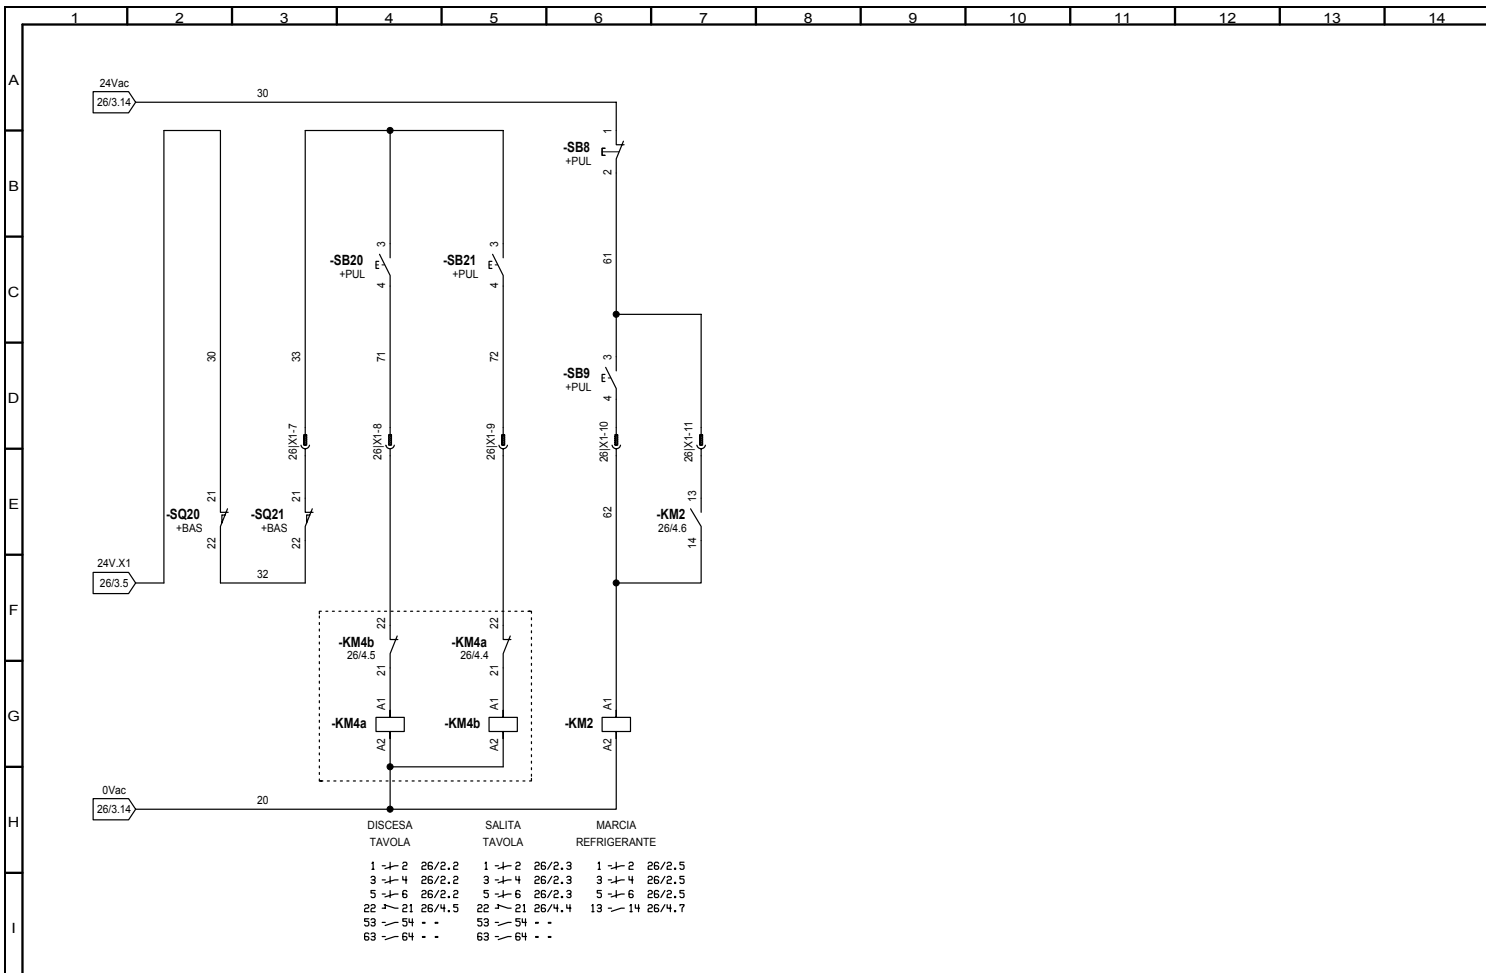 1 2 3 4 5 6 7 8 9 10 11 12 13 14
A
24Vac
26/3.14
30
B
-SB8
+PUL
1
2
C
-SB20
+PUL
3
4
-SB21
+PUL
3
4
61
D
30
33
71
72
-SB9
+PUL
3
4
26|X1-7
26|X1-8
26|X1-9
26|X1-10
26|X1-11
E
-SQ20
+BAS
21
22
-SQ21
+BAS
21
22
62
-KM2
26/4.6
13
14
24V.X1
26/3.5
32
F
-KM4b
26/4.5
22
21
-KM4a
26/4.4
22
21
G
-KM4a
A1
A2
-KM4b
A1
A2
-KM2
A1
A2
H
0Vac
26/3.14
20
DISCESA
TAVOLA
SALITA
TAVOLA
MARCIA
REFRIGERANTE
1 2 26/2.2
3 4 26/2.2
5 6 26/2.2
22 21 26/4.5
53 54 - -
63 64 - -
1 2 26/2.3
3 4 26/2.3
5 6 26/2.3
22 21 26/4.4
53 54 - -
63 64 - -
1 2 26/2.5
3 4 26/2.5
5 6 26/2.5
13 14 26/4.7
I